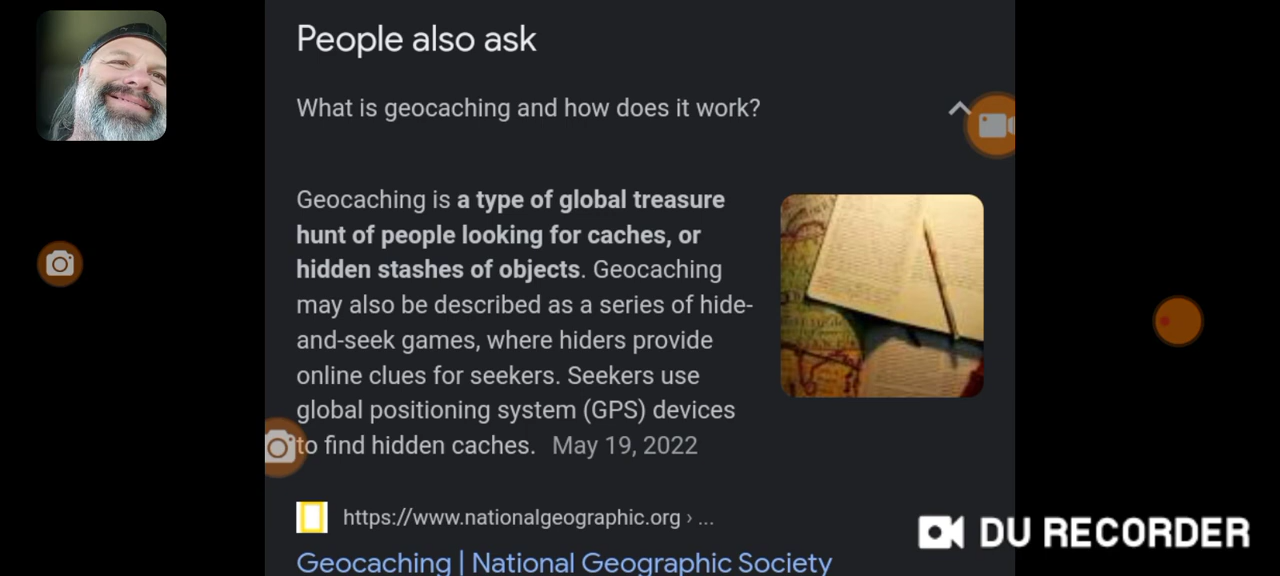 People also ask
What is geocaching and how does it work?
Geocaching is a type of global treasure
hunt of people looking for caches, or
hidden stashes of objects. Geocaching
may also be described as a series of hide-
and-seek games, where hiders provide
online clues for seekers. Seekers use
global positioning system (GPS) devices
to find hidden caches. May 19, 2022
https://www.nationalgeographic.org › ...
Geocaching | National Geographic Society
DU RECORDER